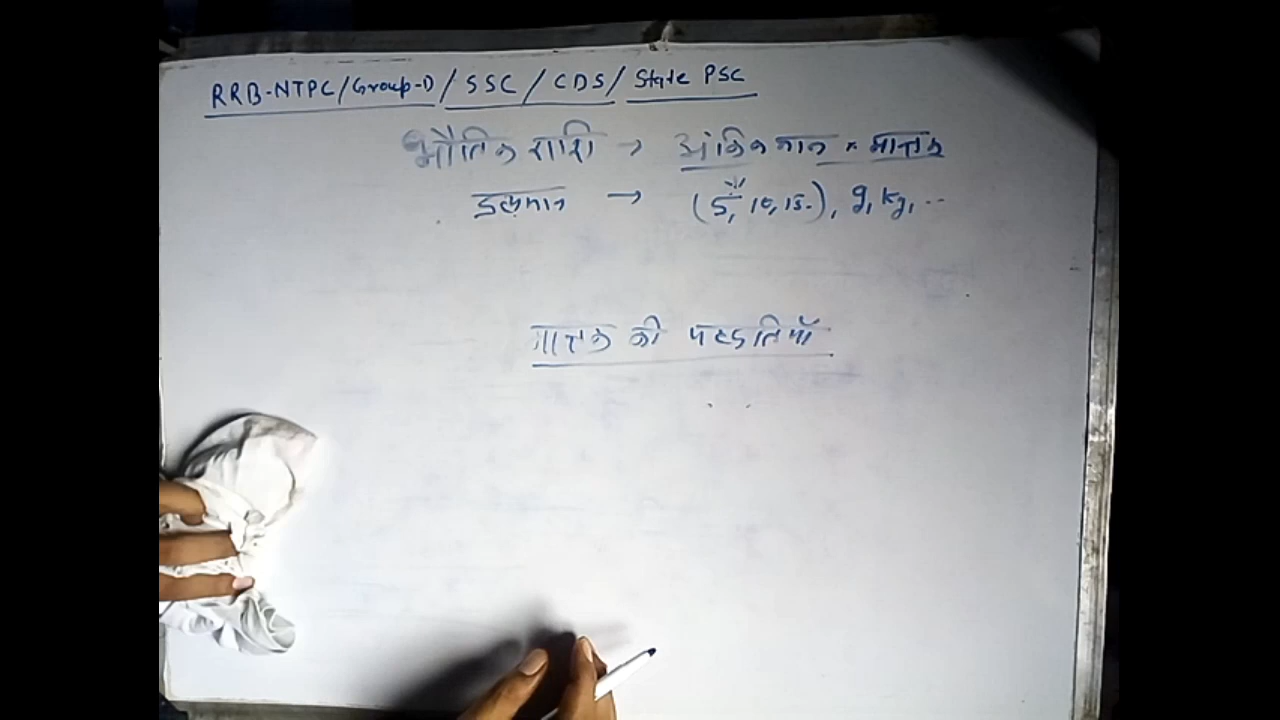 RRB-NTPC/Group-D/SSC/CDS/State PSC
भौतिक राशि → आंकिक मान × मात्रक
द्रव्यमान → (5, 10, 15..), g, kg, ...
मात्रक की पद्धतियाँ